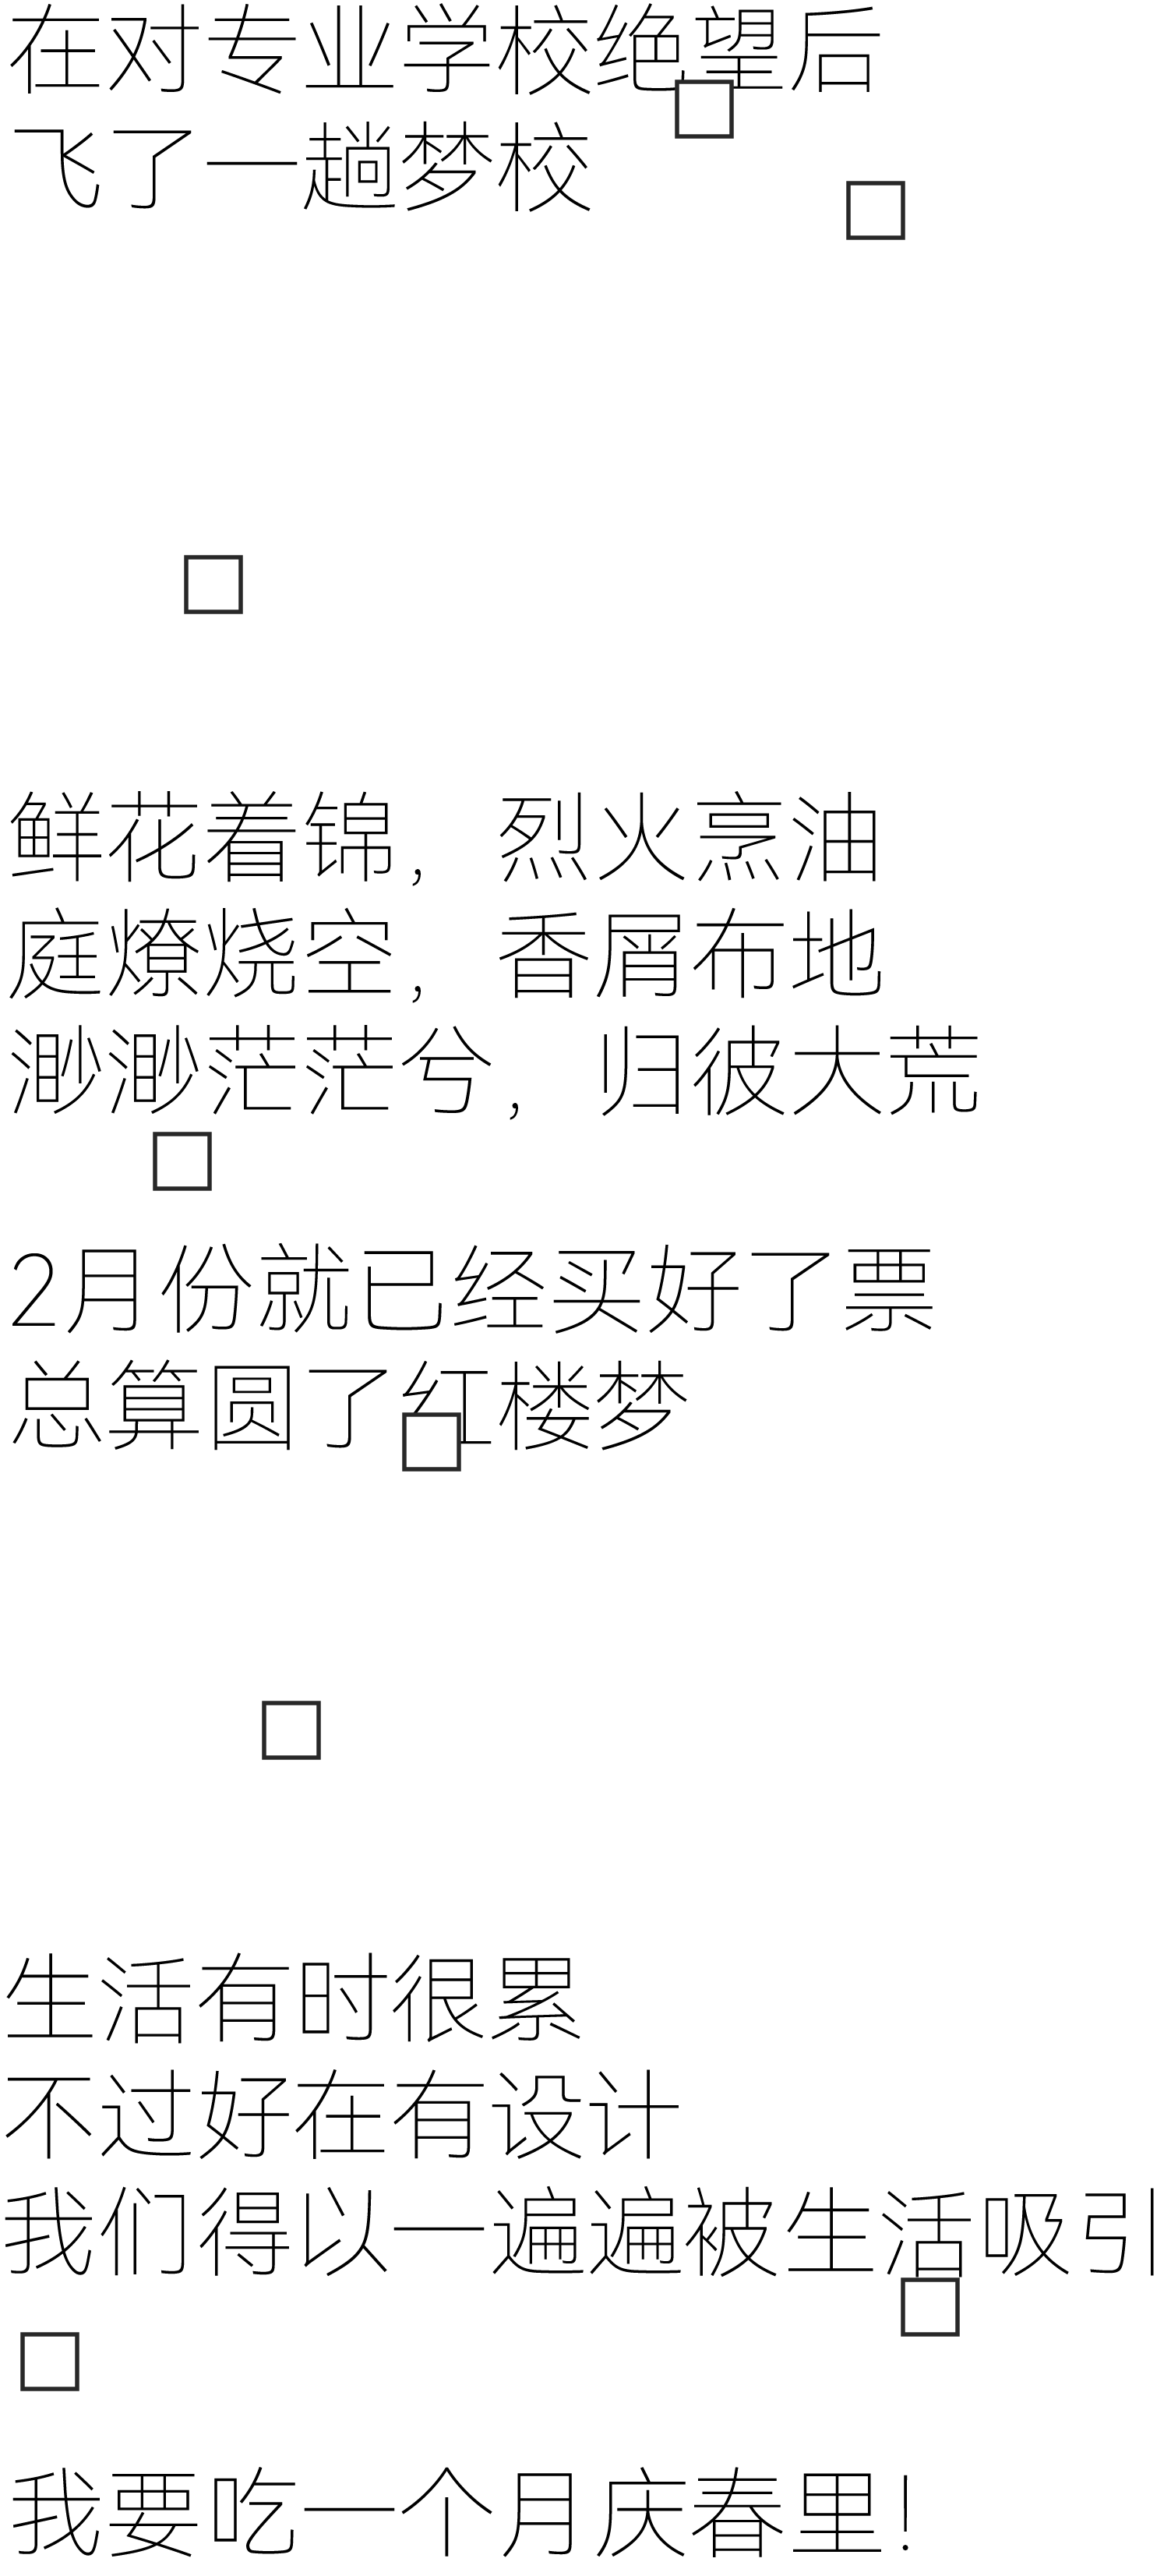 在对专业学校绝望后
飞了一趟梦校
鲜花着锦，烈火烹油
庭燎烧空，香屑布地
渺渺茫茫兮，归彼大荒
2月份就已经买好了票
总算圆了红楼梦
生活有时很累
不过好在有设计
我们得以一遍遍被生活吸引
我要吃一个月庆春里！